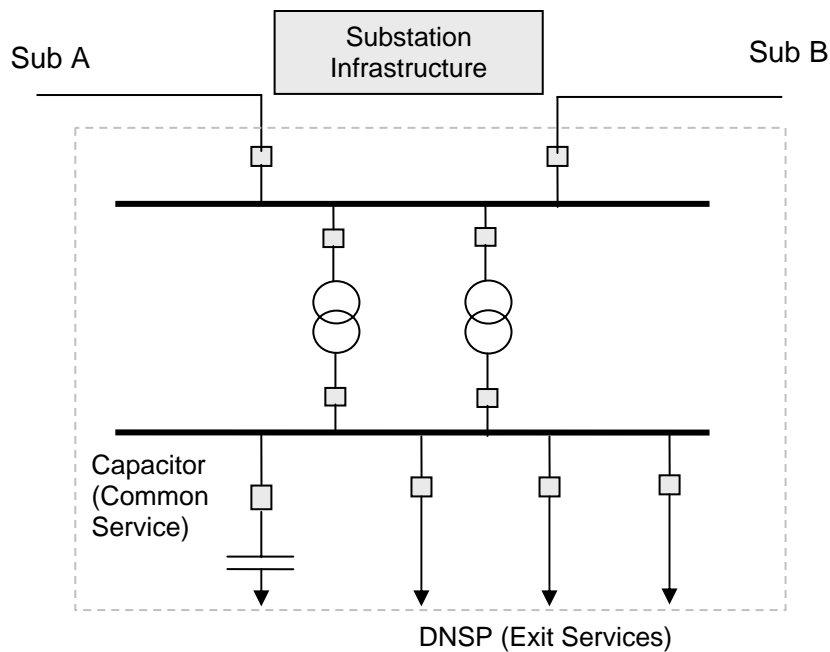 Substation
Infrastructure
Sub A
Sub B
Capacitor
(Common
Service)
DNSP (Exit Services)